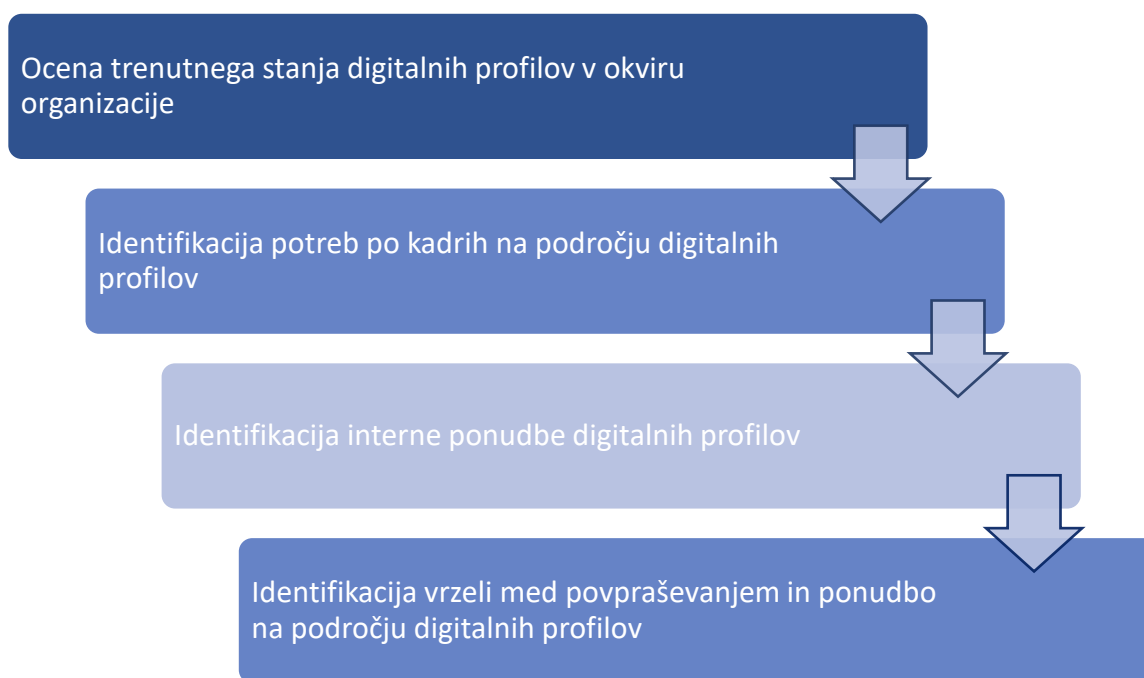 Ocena trenutnega stanja digitalnih profilov v okviru
organizacije
Identifikacija potreb po kadrih na področju digitalnih
profilov
Identifikacija interne ponudbe digitalnih profilov
Identifikacija vrzeli med povpraševanjem in ponudbo
na področju digitalnih profilov